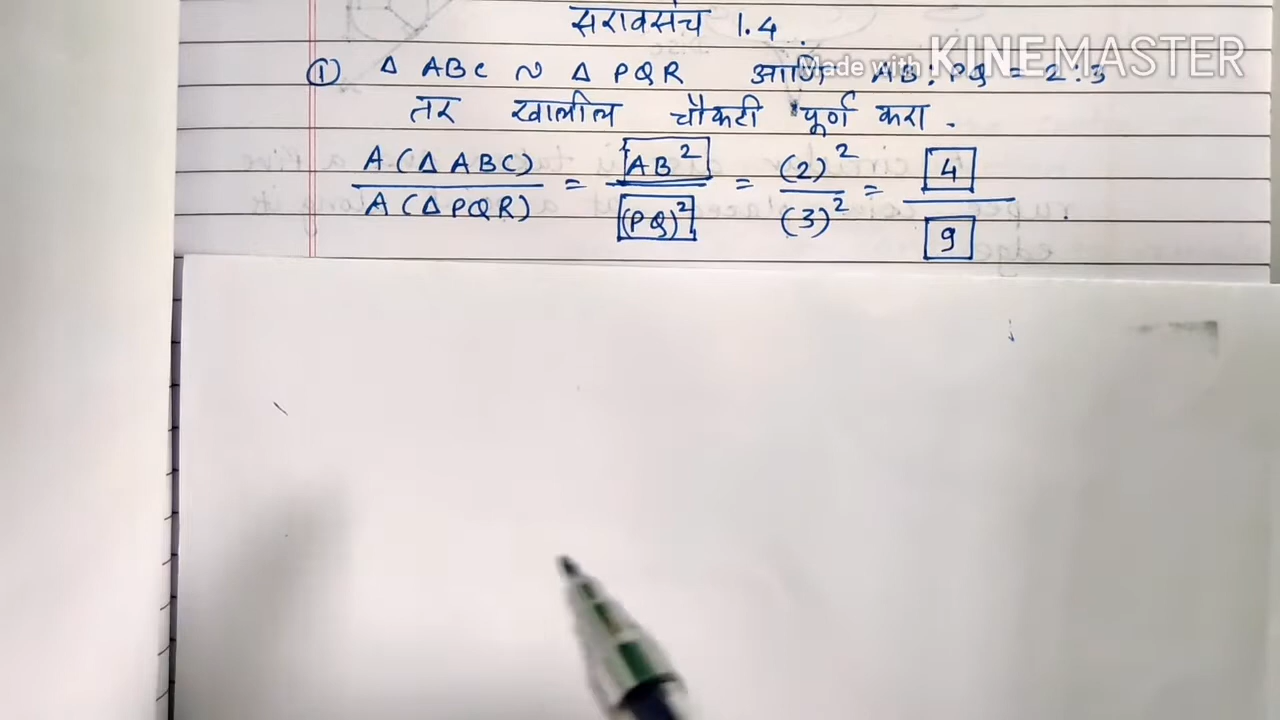 सरावसंच 1.4
① Δ ABC ~ Δ PQR आणि AB : PQ = 2:3
Made with KINEMASTER
तर खालील चौकटी पूर्ण करा .
A(Δ ABC) / A(Δ PQR) = AB² / (PQ)² = (2)² / (3)² = 4 / 9 .